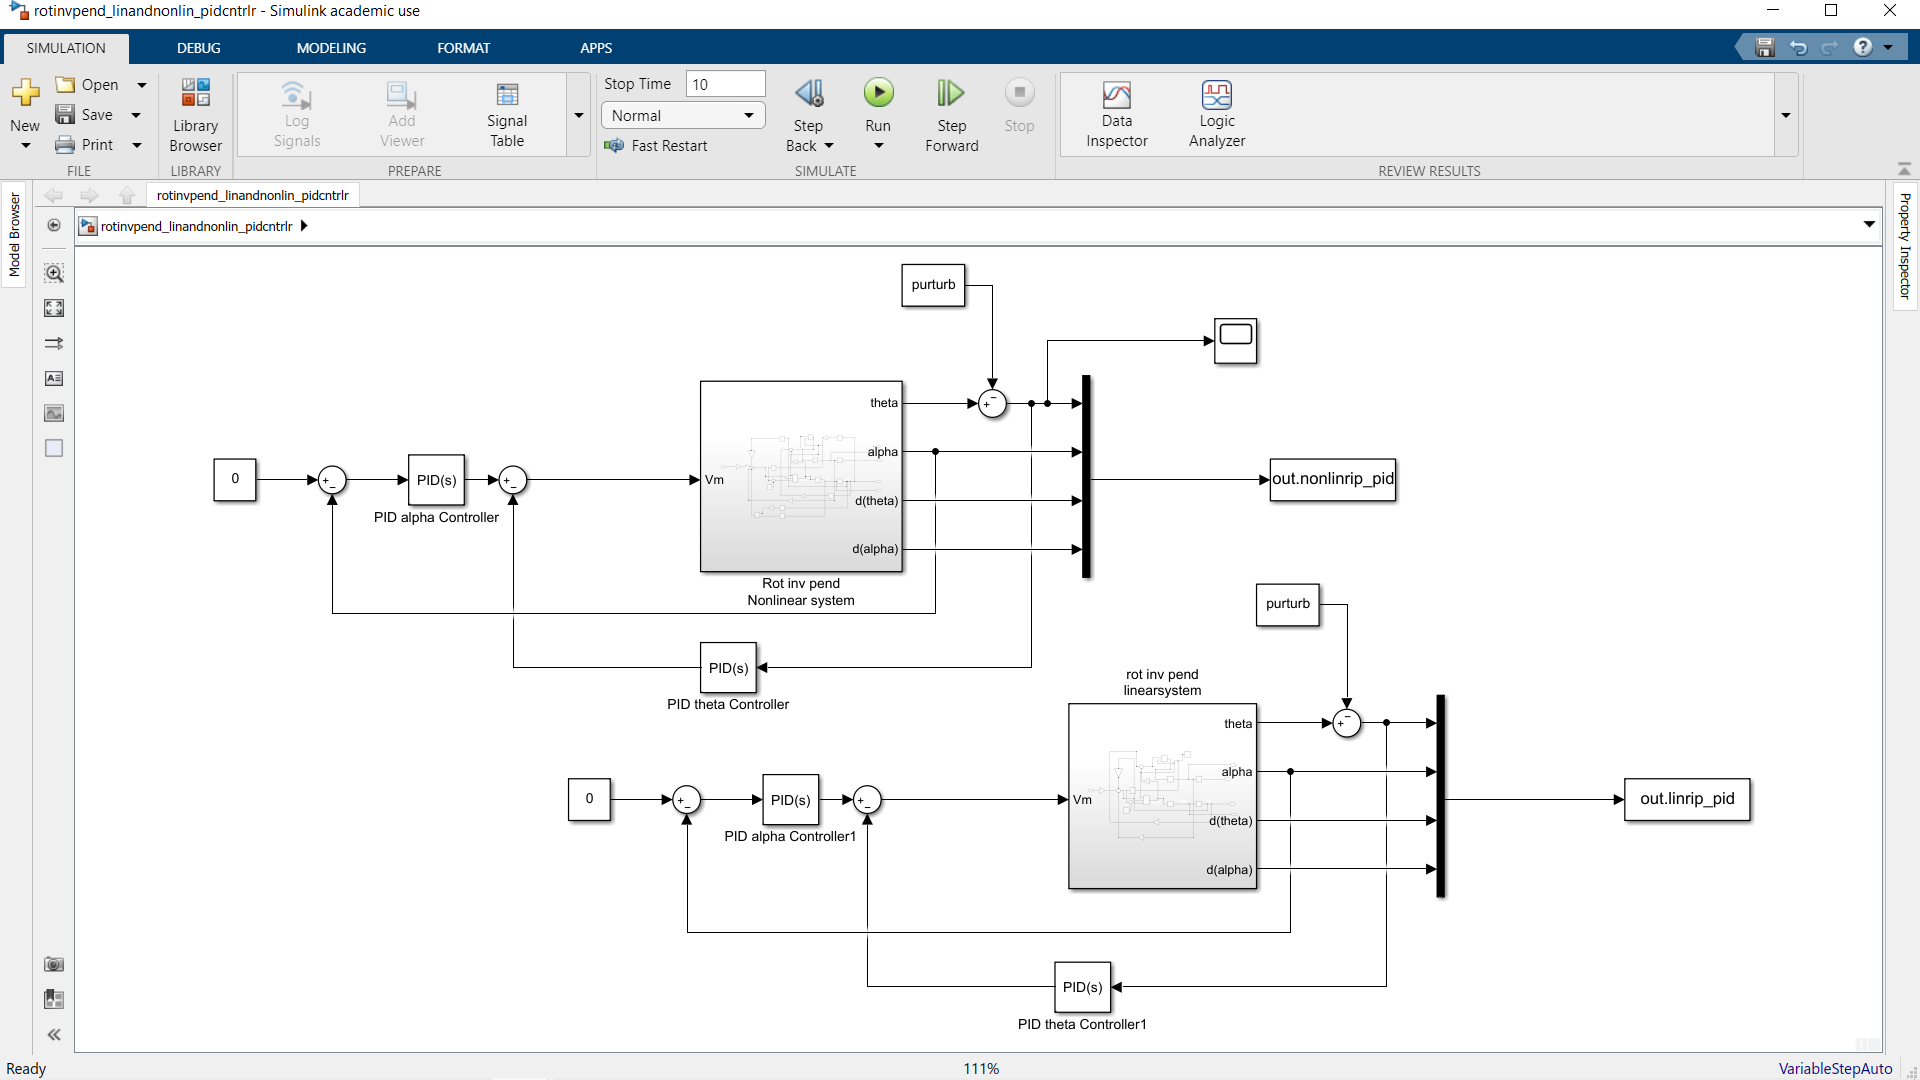 rotinvpend_linandnonlin_pidcntrlr - Simulink academic use
SIMULATION
DEBUG
MODELING
FORMAT
APPS
New
Open
Save
Print
FILE
Library
Browser
LIBRARY
Log
Signals
Add
Viewer
Signal
Table
PREPARE
Stop Time
10
Normal
Fast Restart
Step
Back
Run
Step
Forward
Stop
SIMULATE
Data
Inspector
Logic
Analyzer
REVIEW RESULTS
Model Browser
rotinvpend_linandnonlin_pidcntrlr
Property Inspector
rotinvpend_linandnonlin_pidcntrlr
purturb
theta
alpha
d(theta)
d(alpha)
Vm
0
PID(s)
PID alpha Controller
out.nonlinrip_pid
Rot inv pend
Nonlinear system
purturb
PID(s)
PID theta Controller
rot inv pend
linearsystem
theta
alpha
d(theta)
d(alpha)
Vm
0
PID(s)
PID alpha Controller1
out.linrip_pid
PID(s)
PID theta Controller1
Ready
111%
VariableStepAuto